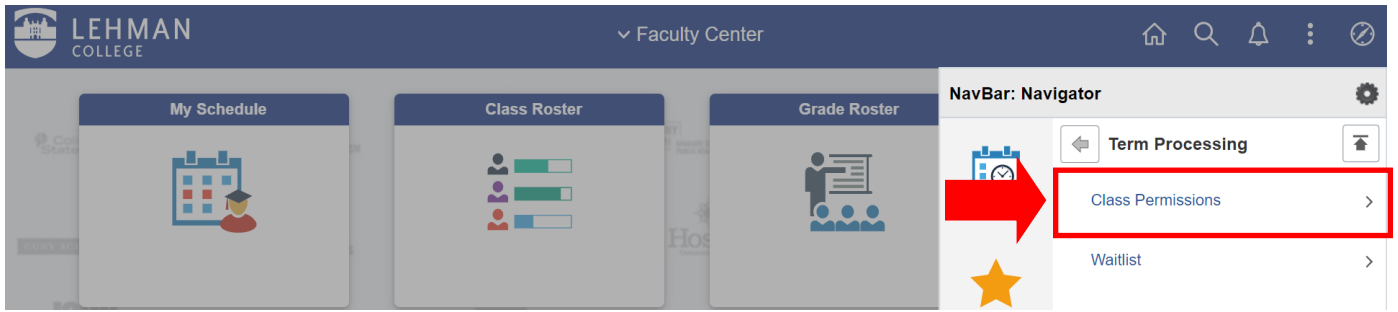 LEHMAN
COLLEGE
Faculty Center
My Schedule
Class Roster
Grade Roster
NavBar: Navigator
Term Processing
Class Permissions
Waitlist